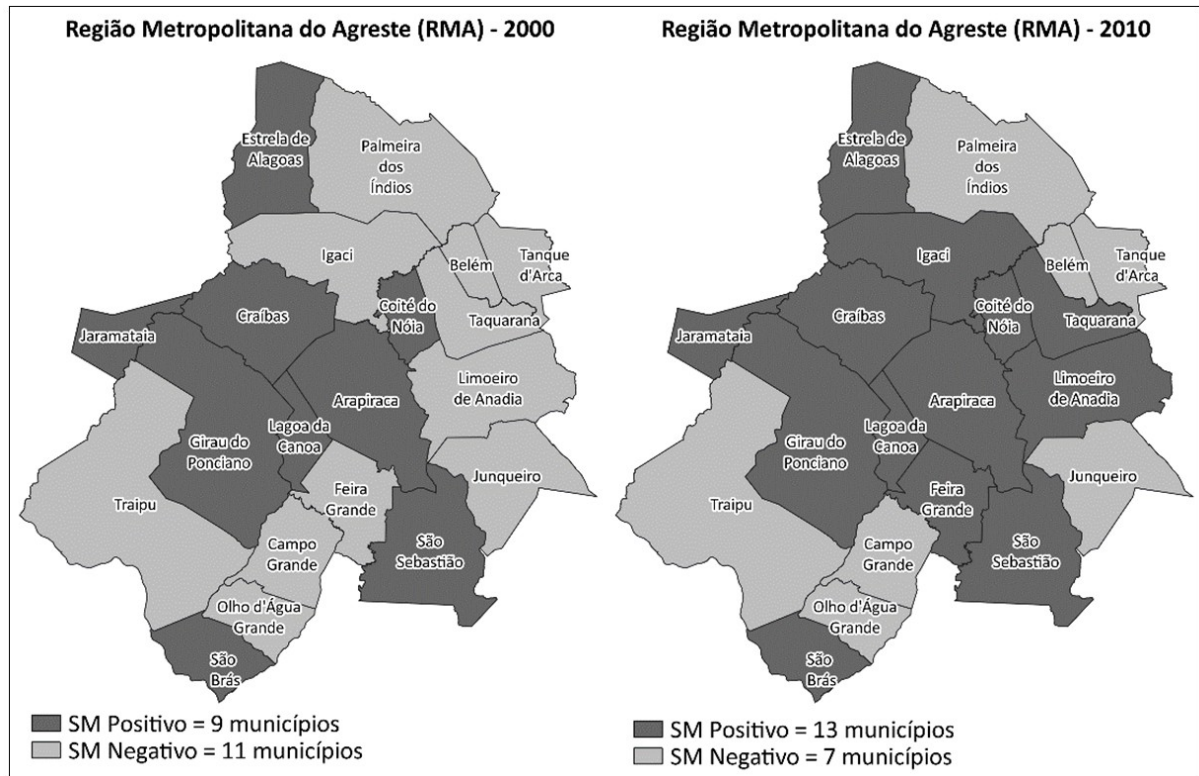 Região Metropolitana do Agreste (RMA) - 2000
Estrela de
Alagoas
Palmeira
dos
Índios
Igaci
Belém
Tanque
d'Arca
Coité do
Nóia
Taquarana
Craíbas
Jaramataia
Limoeiro
de Anadia
Arapiraca
Lagoa da
Canoa
Girau do
Ponciano
Junqueiro
Feira
Grande
Traipu
São
Sebastião
Campo
Grande
Olho d'Água
Grande
São
Brás
SM Positivo = 9 municípios
SM Negativo = 11 municípios
Região Metropolitana do Agreste (RMA) - 2010
Estrela de
Alagoas
Palmeira
dos
Índios
Igaci
Belém
Tanque
d'Arca
Coité do
Nóia
Taquarana
Craíbas
Jaramataia
Limoeiro
de Anadia
Arapiraca
Lagoa da
Canoa
Girau do
Ponciano
Junqueiro
Feira
Grande
Traipu
São
Sebastião
Campo
Grande
Olho d'Água
Grande
São
Brás
SM Positivo = 13 municípios
SM Negativo = 7 municípios